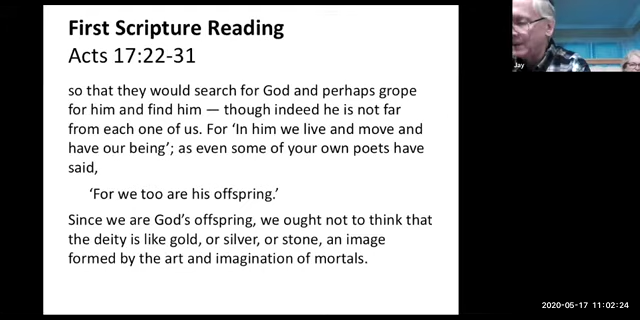 First Scripture Reading
Acts 17:22-31
so that they would search for God and perhaps grope
for him and find him — though indeed he is not far
from each one of us. For ‘In him we live and move and
have our being’; as even some of your own poets have
said,
‘For we too are his offspring.’
Since we are God’s offspring, we ought not to think that
the deity is like gold, or silver, or stone, an image
formed by the art and imagination of mortals.
Jay
2020-05-17 11:02:24